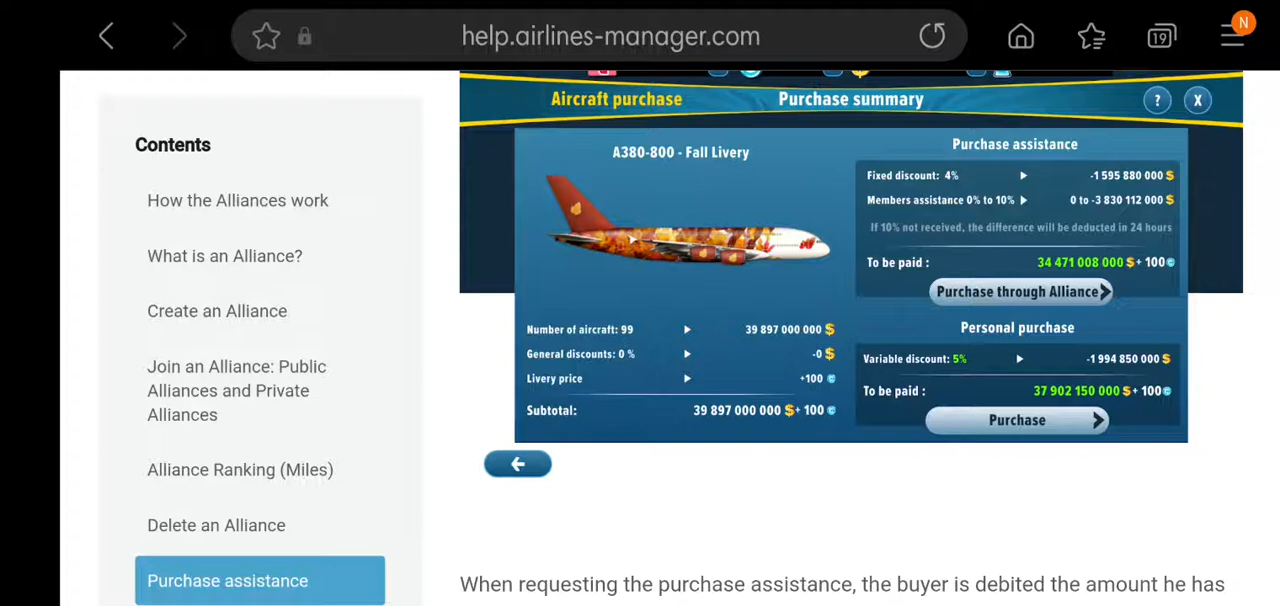 help.airlines-manager.com
19
N
Contents
How the Alliances work
What is an Alliance?
Create an Alliance
Join an Alliance: Public
Alliances and Private
Alliances
Alliance Ranking (Miles)
Delete an Alliance
Purchase assistance
Aircraft purchase
Purchase summary
?
X
A380-800 - Fall Livery
Number of aircraft: 99 39 897 000 000 $
General discounts: 0 % -0 $
Livery price +100
Subtotal: 39 897 000 000 $+ 100
Purchase assistance
Fixed discount: 4% -1 595 880 000 $
Members assistance 0% to 10% 0 to -3 830 112 000 $
If 10% not received, the difference will be deducted in 24 hours
To be paid : 34 471 008 000 $+ 100
Purchase through Alliance
Personal purchase
Variable discount: 5% -1 994 850 000 $
To be paid : 37 902 150 000 $+ 100
Purchase
When requesting the purchase assistance, the buyer is debited the amount he has